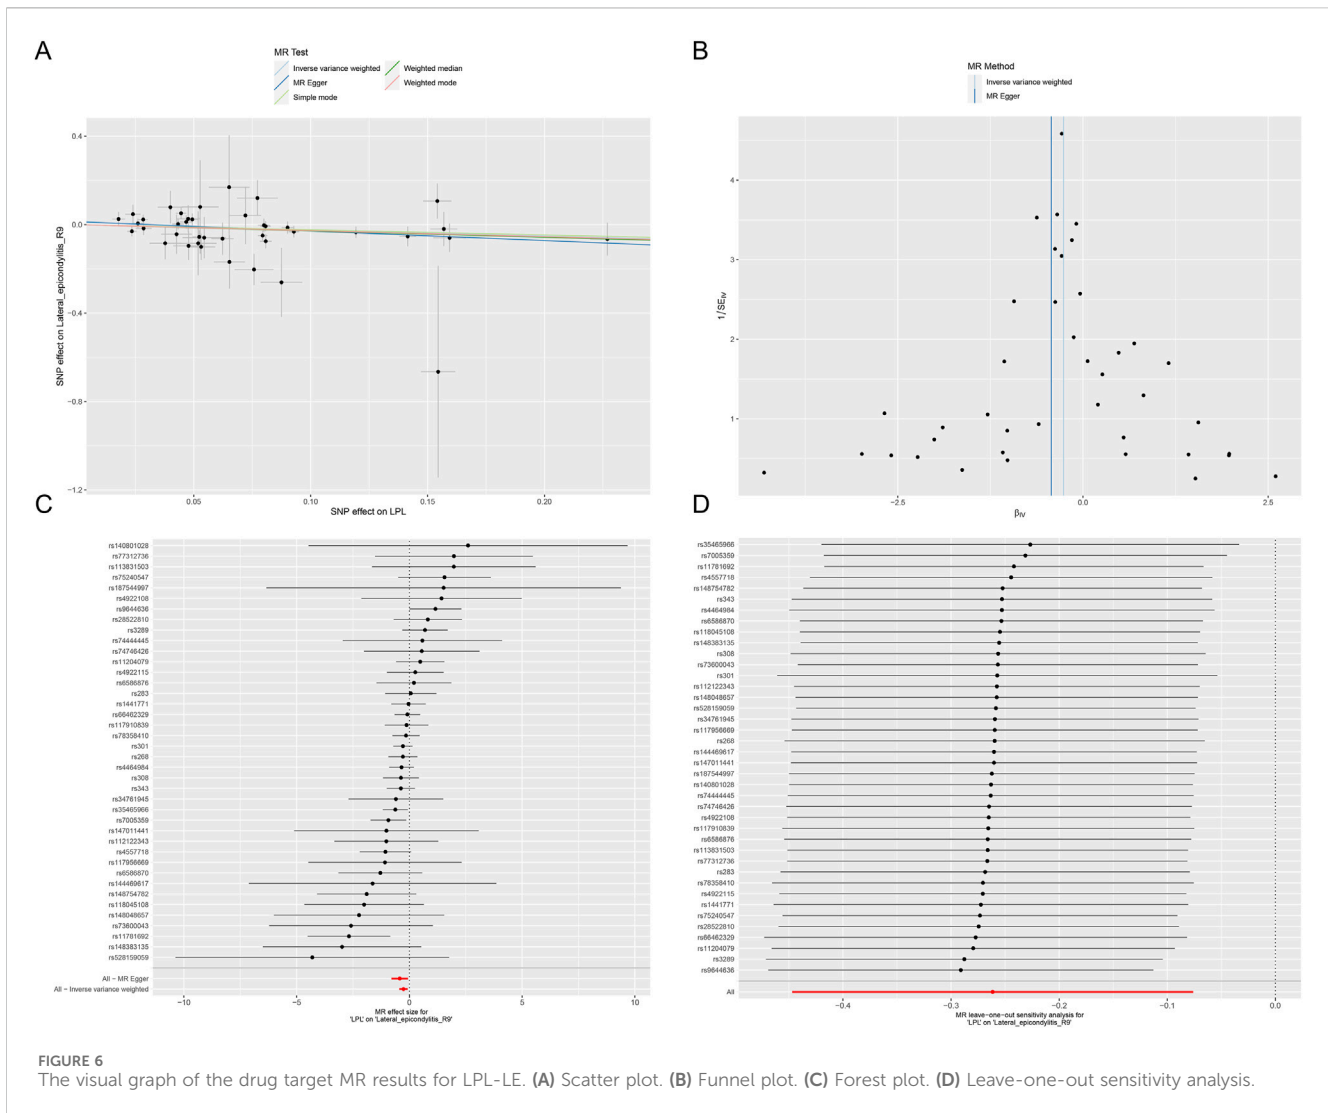 A
MR Test
Inverse variance weighted
MR Egger
Simple mode
Weighted median
Weighted mode
SNP effect on Lateral_epicondylitis_R9
0.4
0.0
−0.4
−0.8
−1.2
0.05
0.10
0.15
0.20
SNP effect on LPL
B
MR Method
Inverse variance weighted
MR Egger
1/SEIV
4
3
2
1
−2.5
0.0
2.5
βIV
C
rs140801028
rs77312736
rs113831503
rs75240547
rs187544997
rs4922108
rs9644636
rs28522810
rs3289
rs74444445
rs74746426
rs11204079
rs4922115
rs6586876
rs283
rs1441771
rs66462329
rs117910839
rs78358410
rs301
rs268
rs4464984
rs308
rs343
rs34761945
rs35465966
rs7005359
rs147011441
rs112122343
rs4557718
rs117956669
rs6586870
rs144469617
rs148754782
rs118045108
rs148048657
rs73600043
rs11781692
rs148383135
rs528159059
All − MR Egger
All − Inverse variance weighted
−10
−5
0
5
10
MR effect size for
'LPL' on 'Lateral_epicondylitis_R9'
D
rs35465966
rs7005359
rs11781692
rs4557718
rs148754782
rs343
rs4464984
rs6586870
rs118045108
rs148383135
rs308
rs73600043
rs301
rs112122343
rs148048657
rs528159059
rs34761945
rs117956669
rs268
rs144469617
rs147011441
rs187544997
rs140801028
rs74444445
rs74746426
rs4922108
rs117910839
rs6586876
rs113831503
rs77312736
rs283
rs78358410
rs4922115
rs1441771
rs75240547
rs28522810
rs66462329
rs11204079
rs3289
rs9644636
All
−0.4
−0.3
−0.2
−0.1
0.0
MR leave−one−out sensitivity analysis for
'LPL' on 'Lateral_epicondylitis_R9'
FIGURE 6
The visual graph of the drug target MR results for LPL-LE. (A) Scatter plot. (B) Funnel plot. (C) Forest plot. (D) Leave-one-out sensitivity analysis.